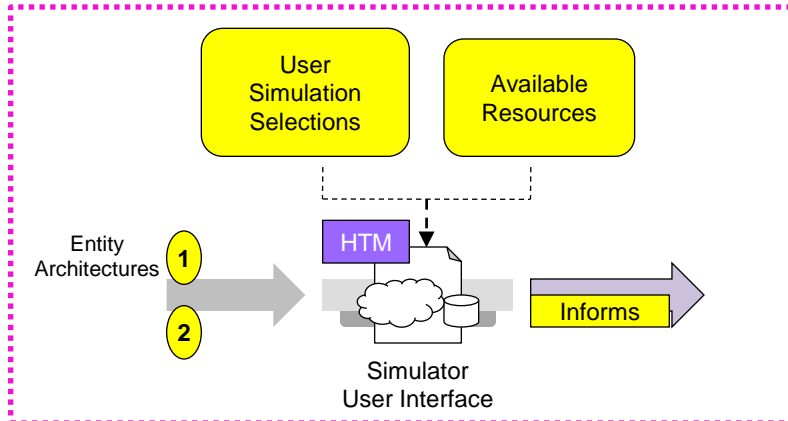 User
Simulation
Selections
Available
Resources
HTM
Entity
Architectures
1
2
Informs
Simulator
User Interface